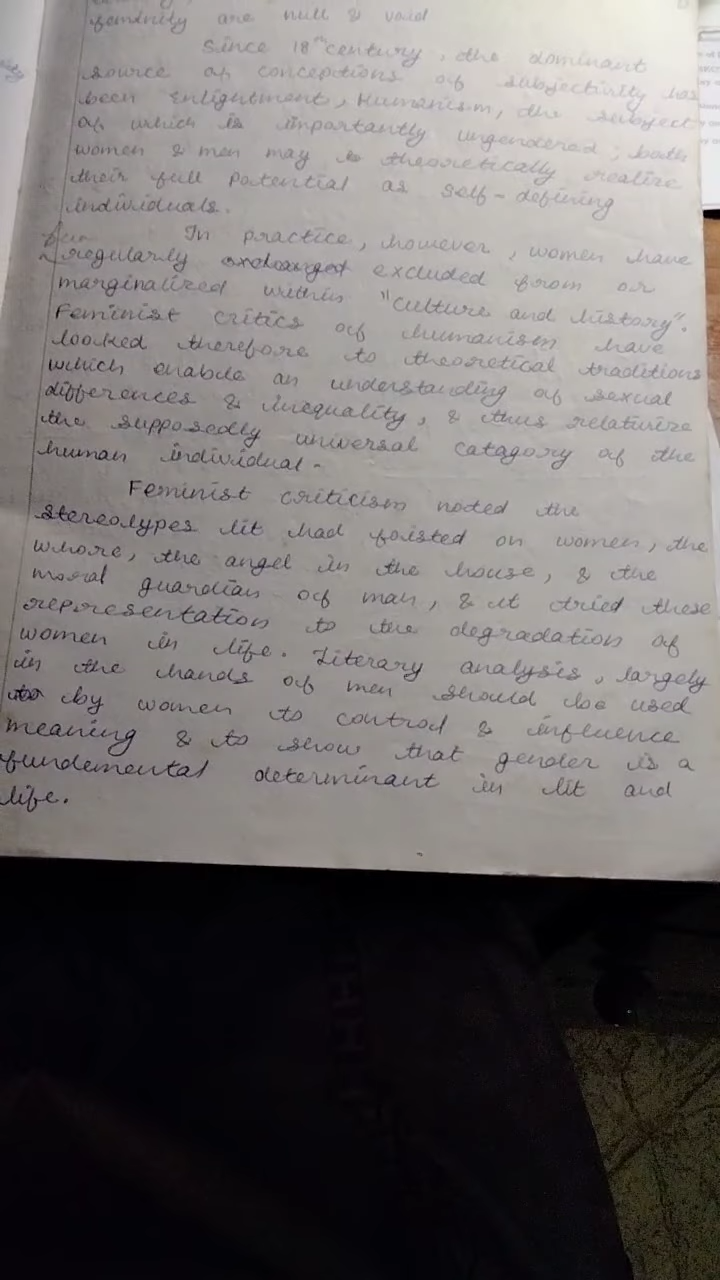 feminity are null & void
Since 18th century, the dominant
source of conceptions of subjectivity has
been Enlightment, Humanism, the subject
of which is importantly ungendered; both
women & men may theoretically realize
their full potential as self-defining
individuals.
In practice, however, women have
regularly exchanged excluded from or
marginalized within "Culture and history".
Feminist critics of humanism have
looked therefore to theoretical traditions
which enable an understanding of sexual
differences & inequality, & thus relativize
the supposedly universal catagory of the
human individual.
Feminist criticism noted the
stereotypes lit had foisted on women, the
whore, the angel in the house, & the
moral guardian of man, & it tried these
representation to the degradation of
women in life. Literary analysis, largely
in the hands of men should be used
by women to control & influence
meaning & to show that gender is a
fundemental determinant in lit and
life.